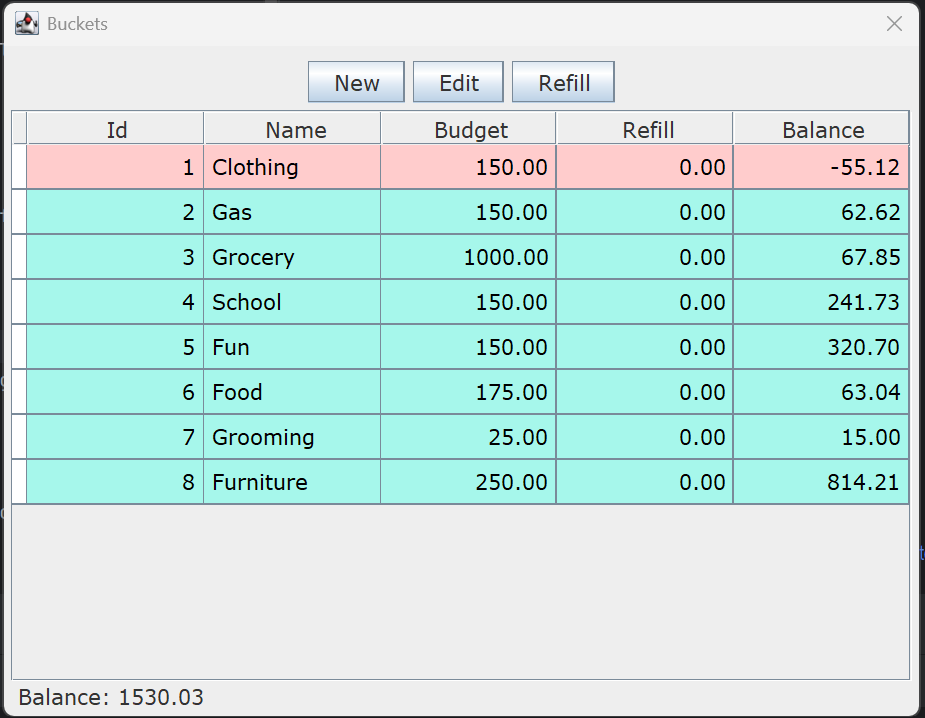 Buckets
New Edit Refill
Id Name Budget Refill Balance
1 Clothing 150.00 0.00 -55.12
2 Gas 150.00 0.00 62.62
3 Grocery 1000.00 0.00 67.85
4 School 150.00 0.00 241.73
5 Fun 150.00 0.00 320.70
6 Food 175.00 0.00 63.04
7 Grooming 25.00 0.00 15.00
8 Furniture 250.00 0.00 814.21
Balance: 1530.03